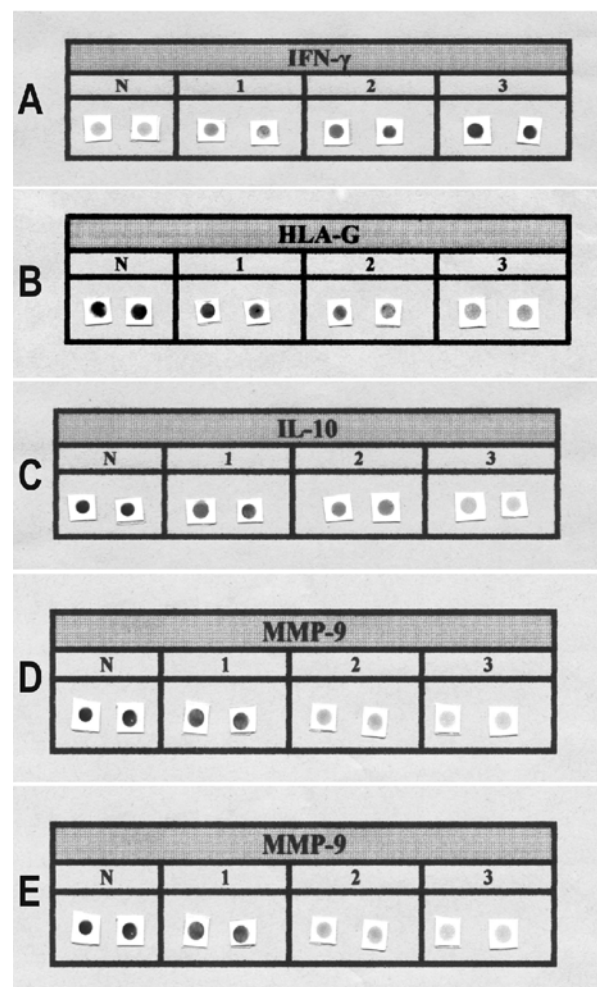 A
IFN-γ
N 1 2 3
B
HLA-G
N 1 2 3
C
IL-10
N 1 2 3
D
MMP-9
N 1 2 3
E
MMP-9
N 1 2 3